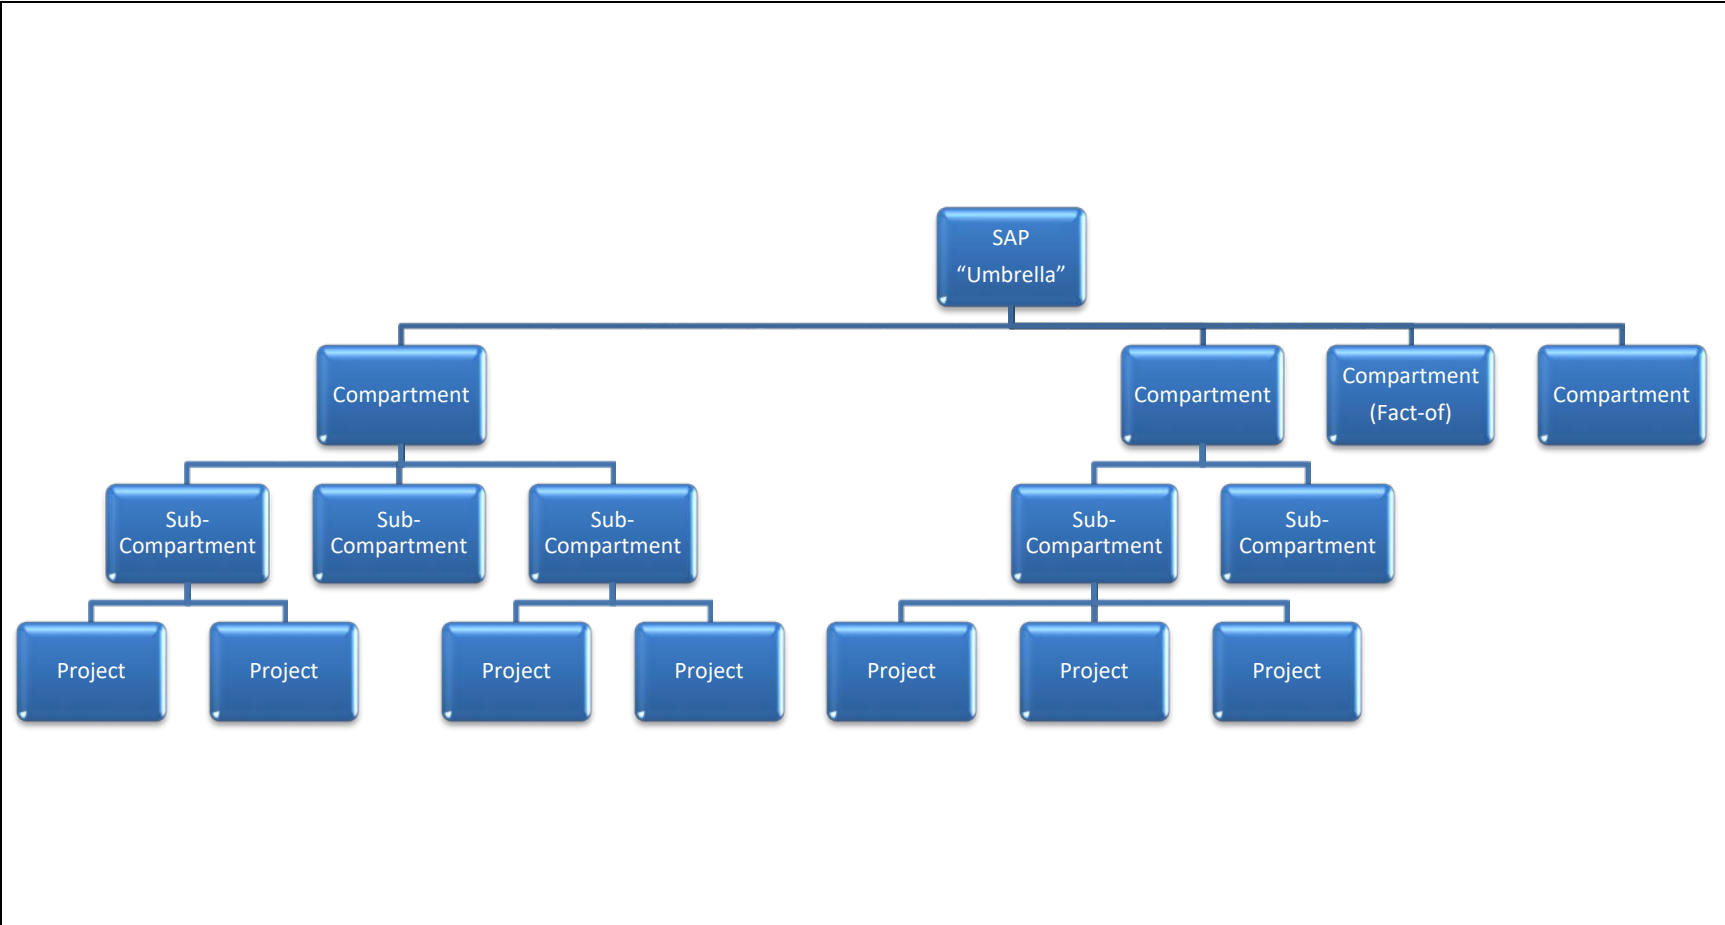 SAP
“Umbrella”
Compartment
Compartment
Compartment
(Fact-of)
Compartment
Sub-
Compartment
Sub-
Compartment
Sub-
Compartment
Sub-
Compartment
Sub-
Compartment
Project
Project
Project
Project
Project
Project
Project